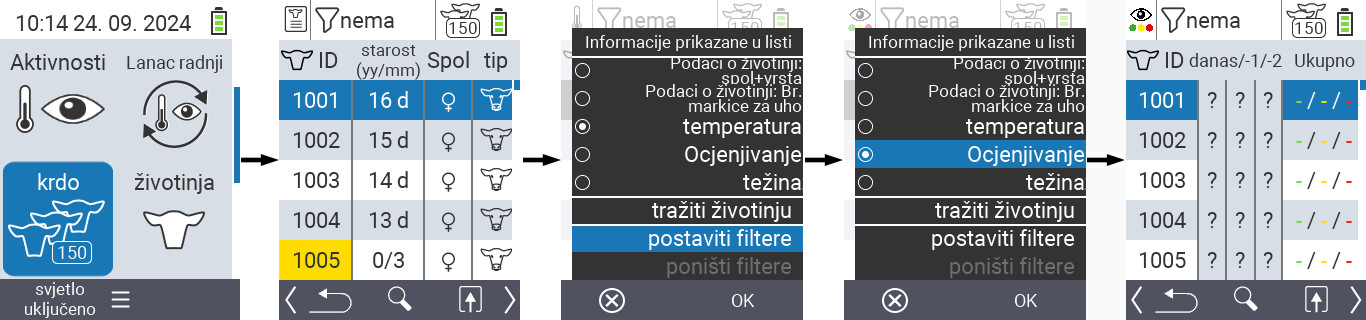 10:14 24. 09. 2024
Aktivnosti
Lanac radnji
krdo
150
životinja
svjetlo
uključeno
nema
150
ID starost (yy/mm) Spol tip
1001 16 d ♀
1002 15 d ♀
1003 14 d ♀
1004 13 d ♀
1005 0/3 ♀
nema
150
Informacije prikazane u listi
Podaci o životinji:
spol+vrsta
Podaci o životinji: Br.
markice za uho
temperatura
Ocjenjivanje
težina
tražiti životinju
postaviti filtere
poništi filtere
OK
nema
150
Informacije prikazane u listi
Podaci o životinji:
spol+vrsta
Podaci o životinji: Br.
markice za uho
temperatura
Ocjenjivanje
težina
tražiti životinju
postaviti filtere
poništi filtere
OK
nema
150
ID danas/-1/-2 Ukupno
1001 ? ? ? - / - / -
1002 ? ? ? - / - / -
1003 ? ? ? - / - / -
1004 ? ? ? - / - / -
1005 ? ? ? - / - / -